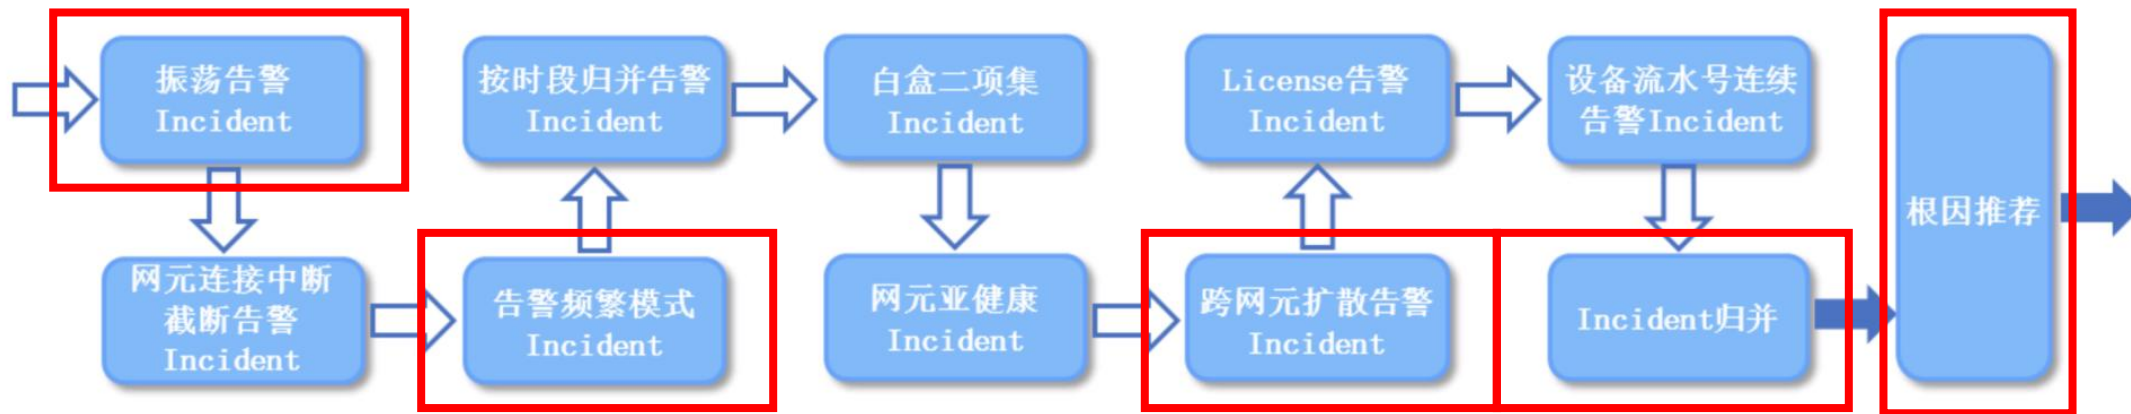 振荡告警
Incident
网元连接中断
截断告警
Incident
告警频繁模式
Incident
按时段归并告警
Incident
白盒二项集
Incident
网元亚健康
Incident
跨网元扩散告警
Incident
License告警
Incident
设备流水号连续
告警Incident
Incident归并
根因推荐